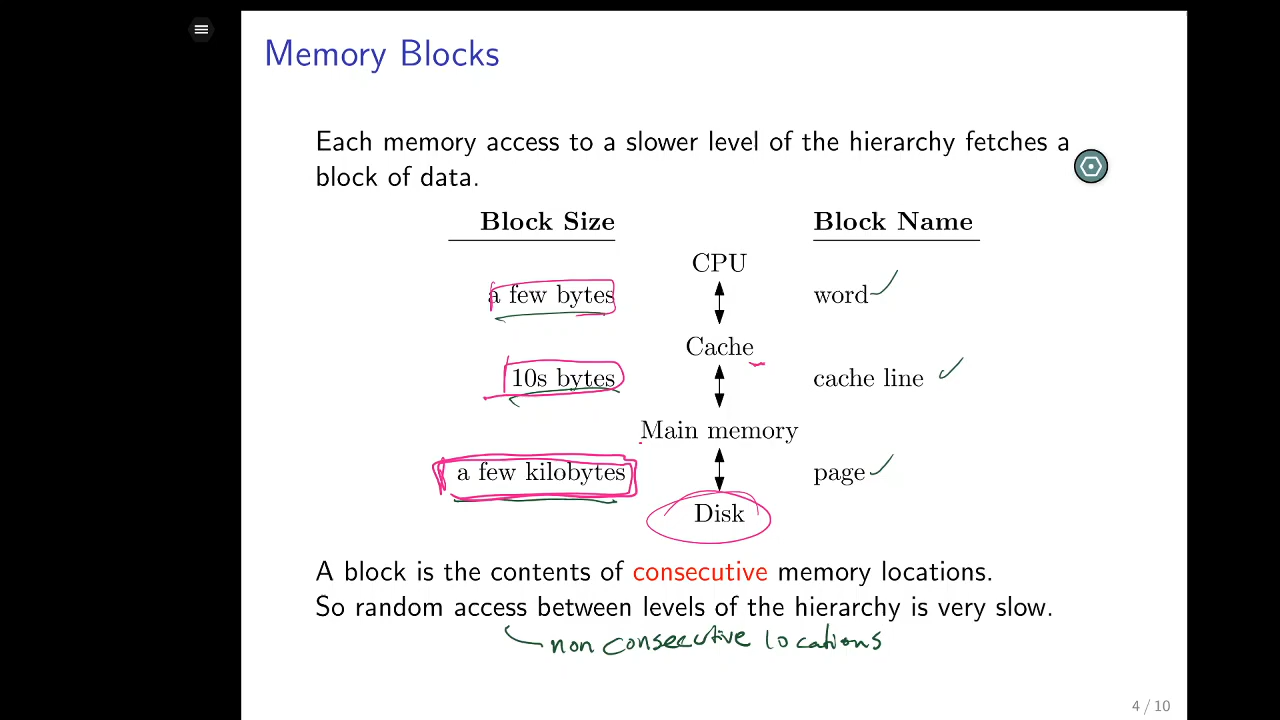 Memory Blocks
Each memory access to a slower level of the hierarchy fetches a
block of data.
Block Size Block Name
CPU
a few bytes word
Cache
10s bytes cache line
Main memory
a few kilobytes page
Disk
A block is the contents of consecutive memory locations.
So random access between levels of the hierarchy is very slow.
non consecutive locations
4 / 10